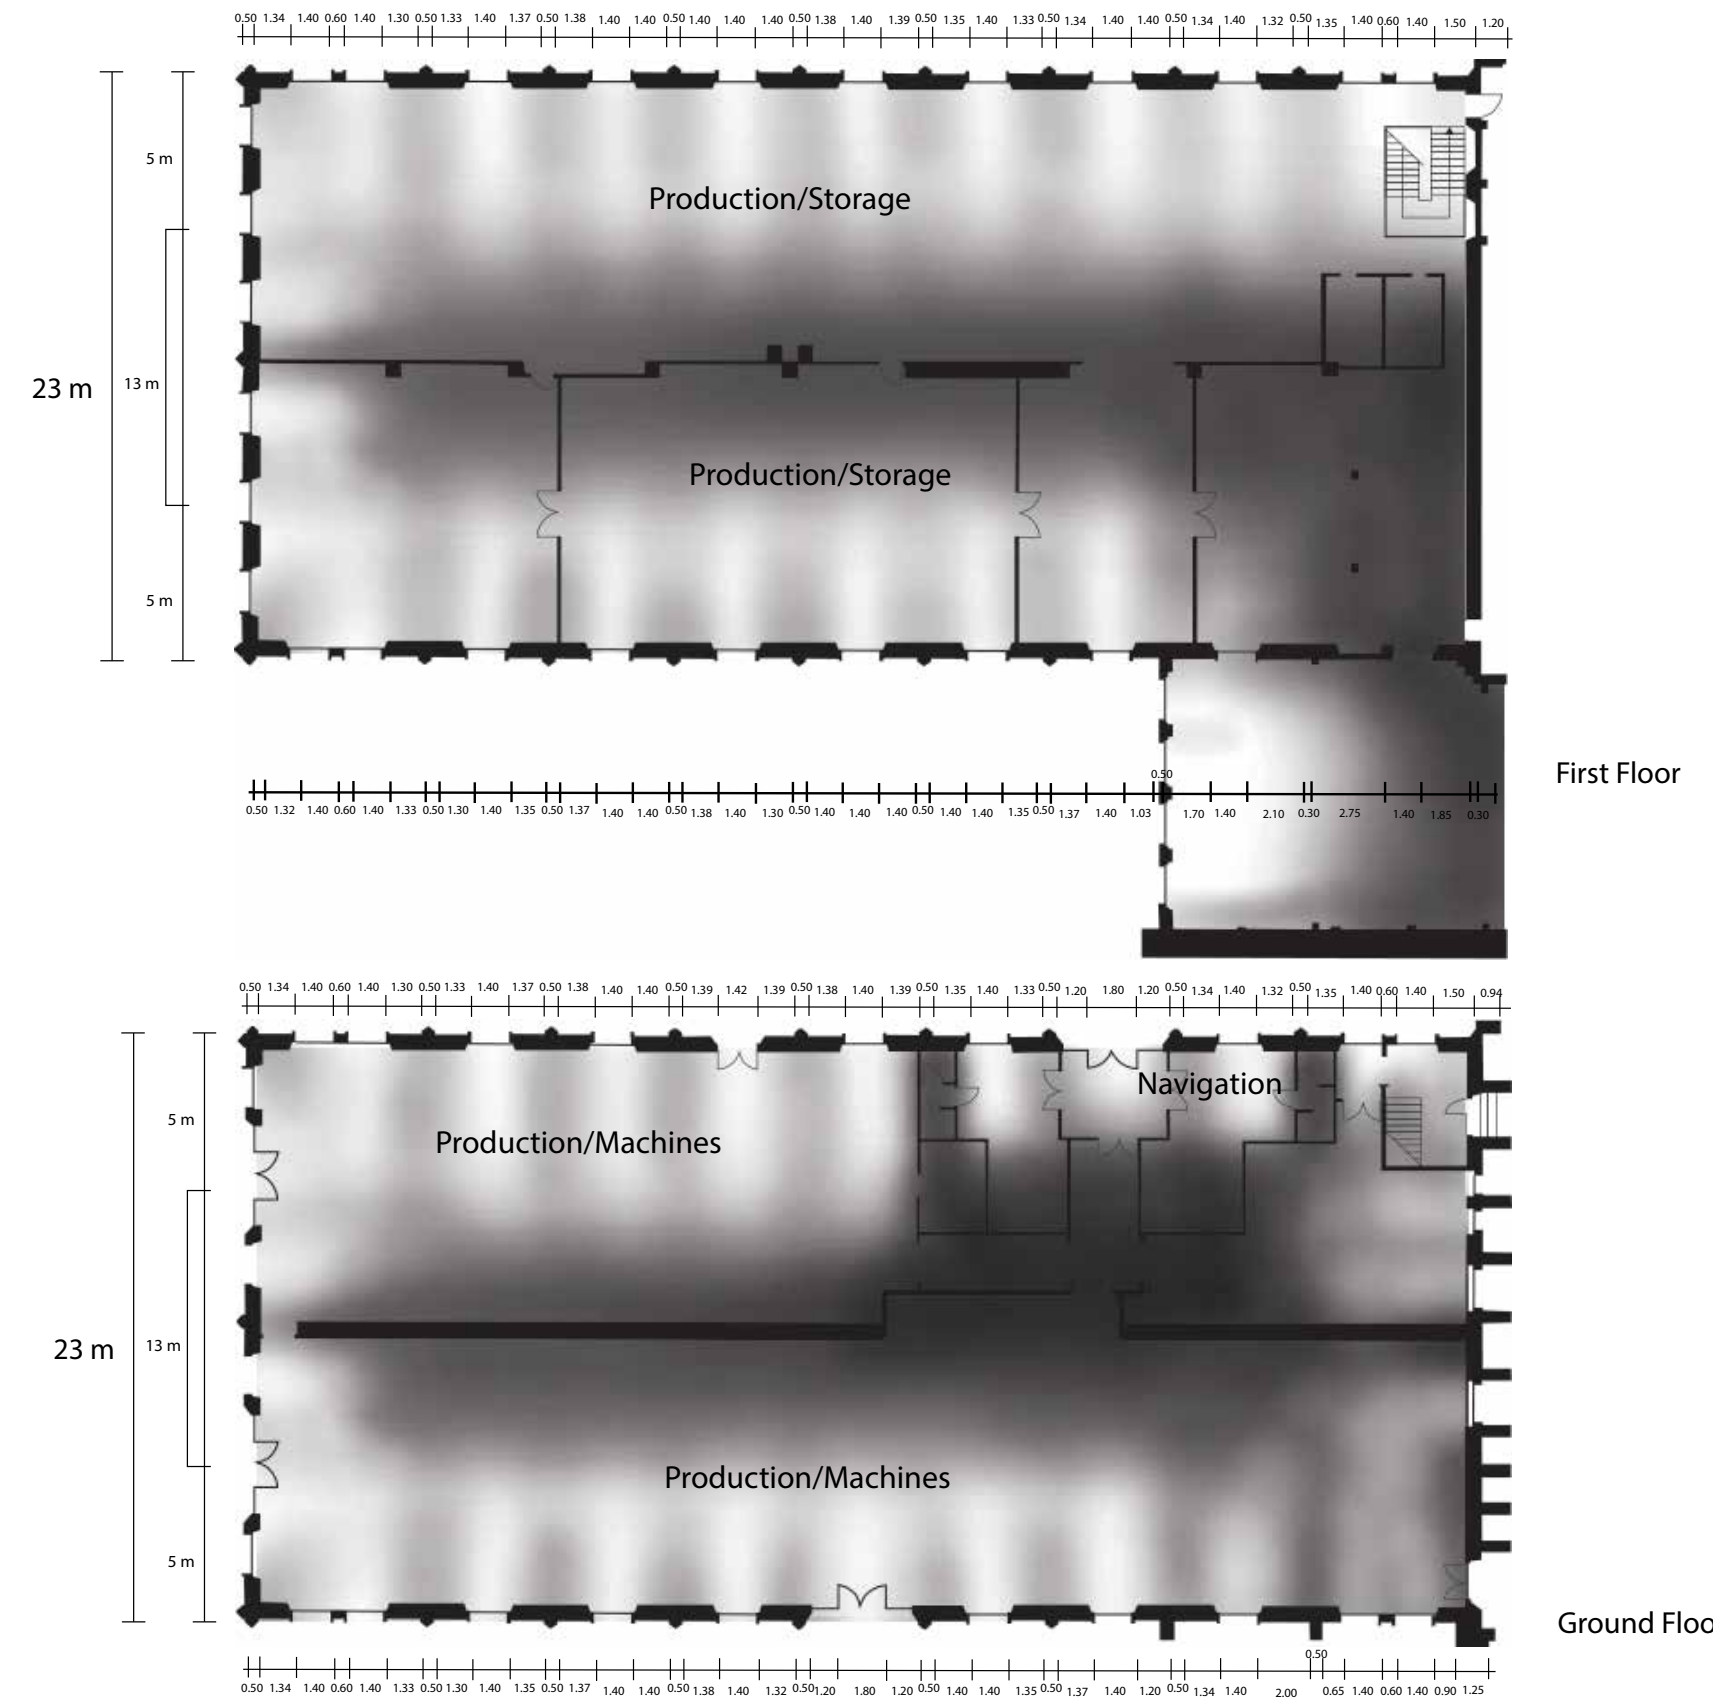 0.50 1.34 1.40 0.60 1.40 1.30 0.50 1.33 1.40 1.37 0.50 1.38 1.40 1.40 0.50 1.40 1.40 1.40 0.50 1.38 1.40 1.39 0.50 1.35 1.40 1.33 0.50 1.34 1.40 1.40 0.50 1.34 1.40 1.32 0.50 1.35 1.40 0.60 1.40 1.50 1.20
5 m
Production/Storage
23 m
13 m
Production/Storage
5 m
First Floor
0.50
0.50 1.32 1.40 0.60 1.40 1.33 0.50 1.30 1.40 1.35 0.50 1.37 1.40 1.40 0.50 1.38 1.40 1.30 0.50 1.40 1.40 1.40 0.50 1.40 1.40 1.35 0.50 1.37 1.40 1.03 1.70 1.40 2.10 0.30 2.75 1.40 1.85 0.30
0.50 1.34 1.40 0.60 1.40 1.30 0.50 1.33 1.40 1.37 0.50 1.38 1.40 1.40 0.50 1.39 1.42 1.39 0.50 1.38 1.40 1.39 0.50 1.35 1.40 1.33 0.50 1.20 1.80 1.20 0.50 1.34 1.40 1.32 0.50 1.35 1.40 0.60 1.40 1.50 0.94
Navigation
5 m
Production/Machines
23 m
13 m
Production/Machines
5 m
Ground Floo
0.50
0.50 1.34 1.40 0.60 1.40 1.33 0.50 1.30 1.40 1.35 0.50 1.37 1.40 1.40 0.50 1.38 1.40 1.32 0.50 1.20 1.80 1.20 0.50 1.40 1.40 1.35 0.50 1.37 1.40 1.20 0.50 1.34 1.40 2.00 0.65 1.40 0.60 1.40 0.90 1.25